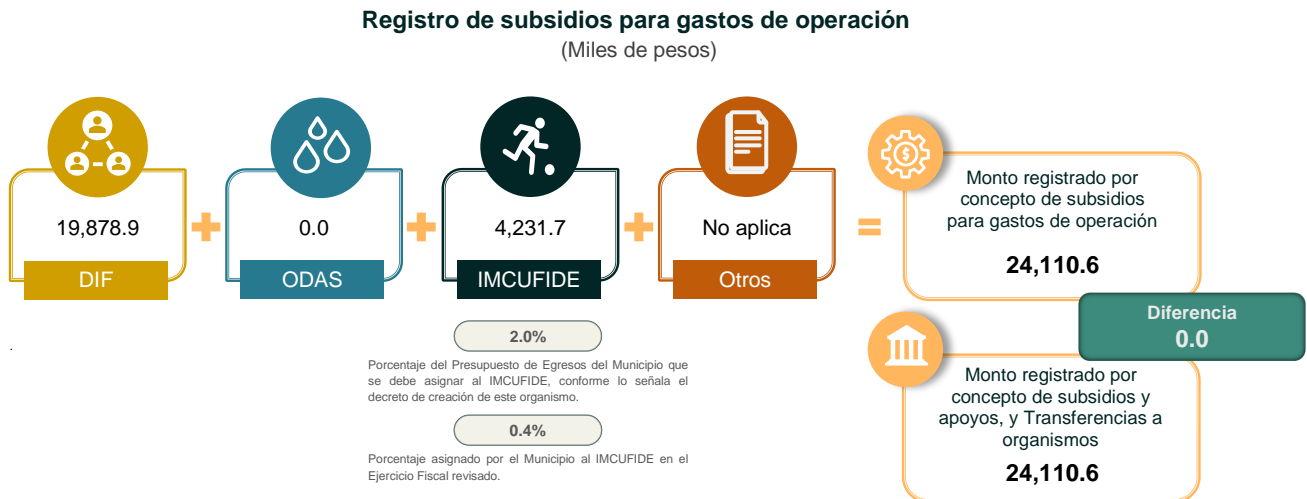 Registro de subsidios para gastos de operación
(Miles de pesos)
19,878.9
DIF
0.0
ODAS
4,231.7
IMCUFIDE
No aplica
Otros
Monto registrado por
concepto de subsidios
para gastos de operación
24,110.6
Diferencia
0.0
Monto registrado por
concepto de subsidios y
apoyos, y Transferencias a
organismos
24,110.6
2.0%
Porcentaje del Presupuesto de Egresos del Municipio que
se debe asignar al IMCUFIDE, conforme lo señala el
decreto de creación de este organismo.
0.4%
Porcentaje asignado por el Municipio al IMCUFIDE en el
Ejercicio Fiscal revisado.